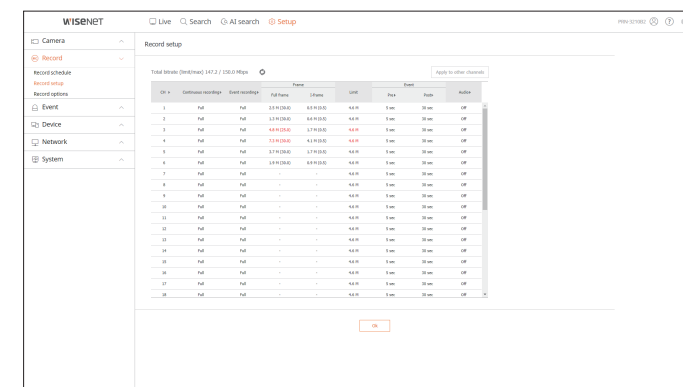 WISENET
Live Search AI search Setup
Camera
Record
Record schedule
Record setup
Record options
Event
Device
Network
System
Record setup
Total bitrate (limit/max) 147.2 / 150.0 Mbps
Apply to other channels
Frame Event
CH Continuous recording Event recording Full frame I-frame Limit Pre Post Audio
1 Full Full 2.5 M (30.0) 0.5 M (0.5) 4.6 M 5 sec 30 sec Off
2 Full Full 1.3 M (30.0) 0.6 M (0.5) 4.6 M 5 sec 30 sec Off
3 Full Full 4.8 M (25.0) 1.7 M (0.5) 4.6 M 5 sec 30 sec Off
4 Full Full 7.2 M (30.0) 4.1 M (0.5) 4.6 M 5 sec 30 sec Off
5 Full Full 3.7 M (30.0) 1.7 M (0.5) 4.6 M 5 sec 30 sec Off
6 Full Full 1.9 M (30.0) 0.9 M (0.5) 4.6 M 5 sec 30 sec Off
7 Full Full - - 4.6 M 5 sec 30 sec Off
8 Full Full - - 4.6 M 5 sec 30 sec Off
9 Full Full - - 4.6 M 5 sec 30 sec Off
10 Full Full - - 4.6 M 5 sec 30 sec Off
11 Full Full - - 4.6 M 5 sec 30 sec Off
12 Full Full - - 4.6 M 5 sec 30 sec Off
13 Full Full - - 4.6 M 5 sec 30 sec Off
14 Full Full - - 4.6 M 5 sec 30 sec Off
15 Full Full - - 4.6 M 5 sec 30 sec Off
16 Full Full - - 4.6 M 5 sec 30 sec Off
17 Full Full - - 4.6 M 5 sec 30 sec Off
18 Full Full - - 4.6 M 5 sec 30 sec Off
Ok